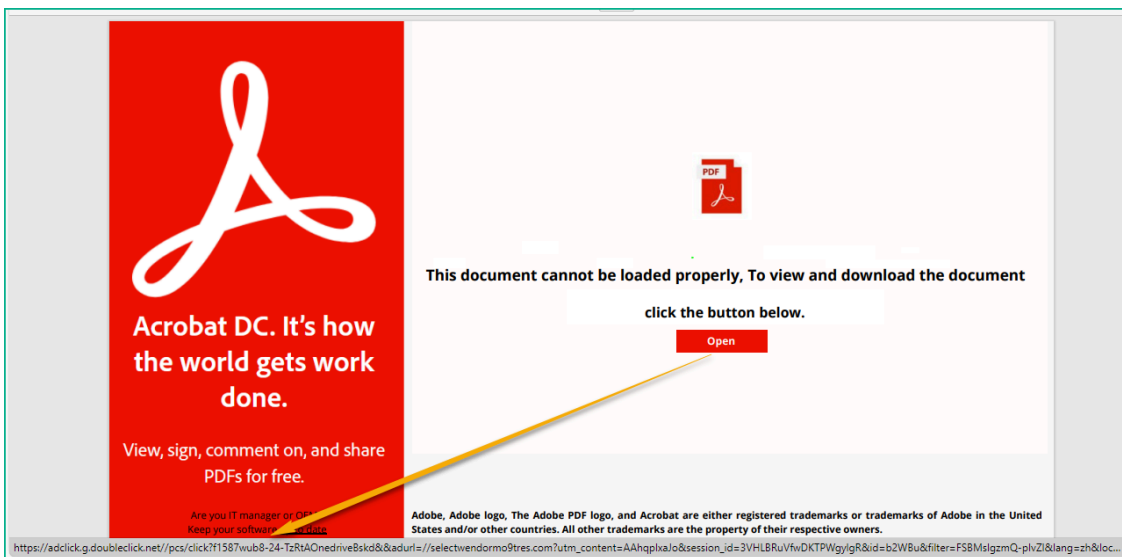 Acrobat DC. It's how
the world gets work
done.
View, sign, comment on, and share
PDFs for free.
Are you IT manager or
Keep your software date
PDF
This document cannot be loaded properly, To view and download the document
click the button below.
Open
Adobe, Adobe logo, The Adobe PDF logo, and Acrobat are either registered trademarks or trademarks of Adobe in the United
States and/or other countries. All other trademarks are the property of their respective owners.
https://adclick.g.doubleclick.net//pcs/click?f1587wub8-24-TzRtAOnedriveBskd&&adurl=//selectwendormo9tres.com?utm_content=AAhqplxaJo&session_id=3VHLBRuVfwDKTPWgylgR&id=b2WBu&filter=FSBMslgzmQ-plvZl&lang=zh&loc...